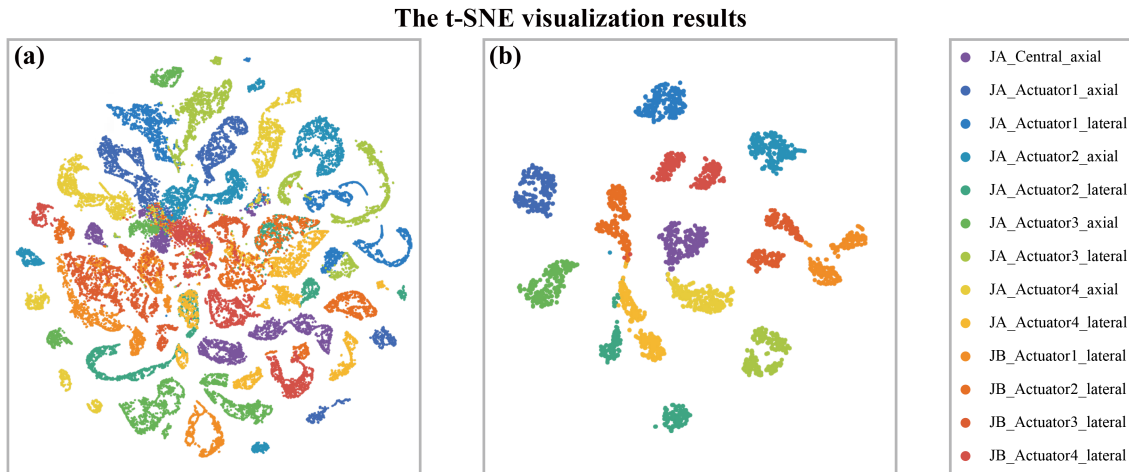 The t-SNE visualization results
(a)
(b)
JA_Central_axial
JA_Actuator1_axial
JA_Actuator1_lateral
JA_Actuator2_axial
JA_Actuator2_lateral
JA_Actuator3_axial
JA_Actuator3_lateral
JA_Actuator4_axial
JA_Actuator4_lateral
JB_Actuator1_lateral
JB_Actuator2_lateral
JB_Actuator3_lateral
JB_Actuator4_lateral